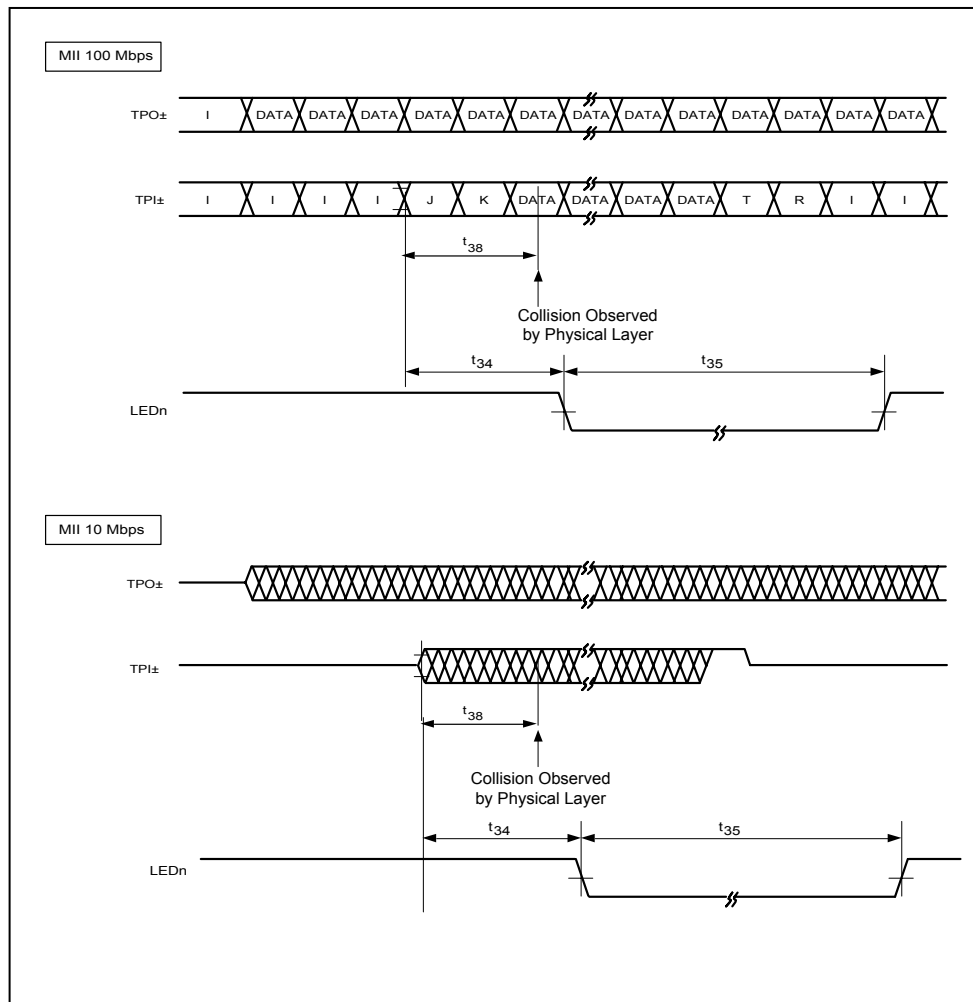 MII 100 Mbps
TPO± I DATA DATA DATA DATA DATA DATA DATA DATA DATA DATA DATA DATA DATA
TPI± I I I I J K DATA DATA DATA DATA T R I I
t38
Collision Observed
by Physical Layer
t34 t35
LEDn
MII 10 Mbps
TPO±
TPI±
t38
Collision Observed
by Physical Layer
t34 t35
LEDn